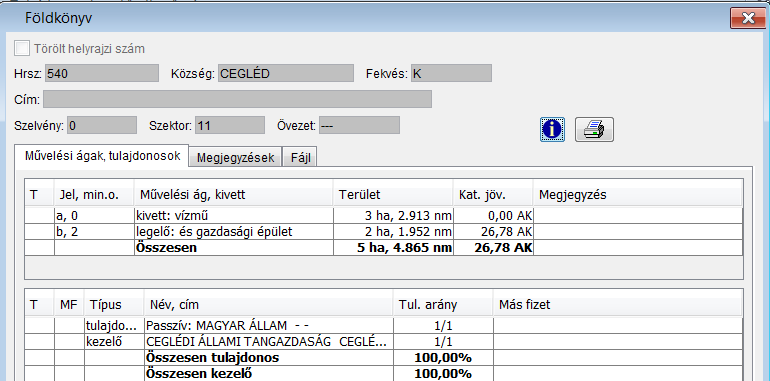 Földkönyv
Törölt helyrajzi szám
Hrsz: 540 Község: CEGLÉD Fekvés: K
Cím:
Szelvény: 0 Szektor: 11 Övezet: ---
Művelési ágak, tulajdonosok Megjegyzések Fájl
T Jel, min.o. Művelési ág, kivett Terület Kat. jöv. Megjegyzés
a, 0 kivett: vízmű 3 ha, 2.913 nm 0,00 AK
b, 2 legelő: és gazdasági épület 2 ha, 1.952 nm 26,78 AK
Összesen 5 ha, 4.865 nm 26,78 AK
T MF Típus Név, cím Tul. arány Más fizet
tulajdo... Passzív: MAGYAR ÁLLAM - - 1/1
kezelő CEGLÉDI ÁLLAMI TANGAZDASÁG CEGLÉ... 1/1
Összesen tulajdonos 100,00%
Összesen kezelő 100,00%